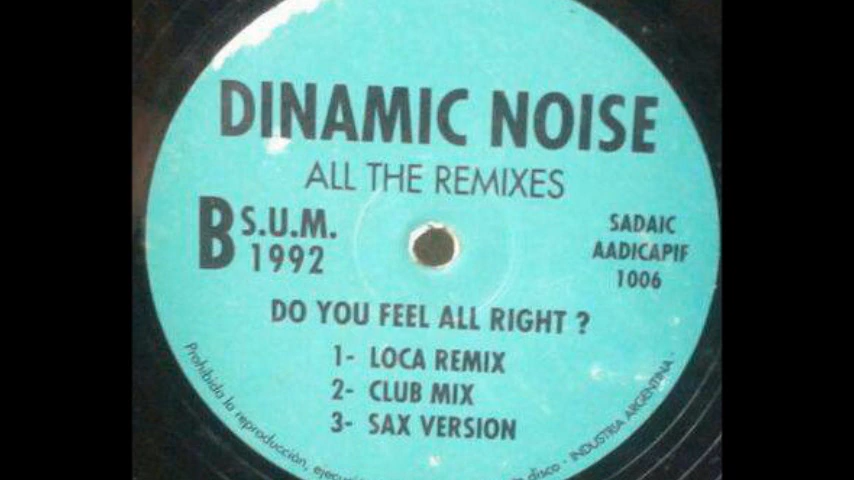 DINAMIC NOISE
ALL THE REMIXES
B S.U.M.
1992
SADAIC
AADICAPIF
1006
DO YOU FEEL ALL RIGHT ?
1- LOCA REMIX
2- CLUB MIX
3- SAX VERSION
Prohibida la reproducción, disco - INDUSTRIA ARGENTINA -